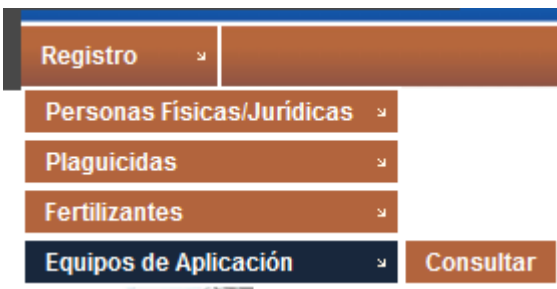 Registro
Personas Físicas/Jurídicas
Plaguicidas
Fertilizantes
Equipos de Aplicación Consultar